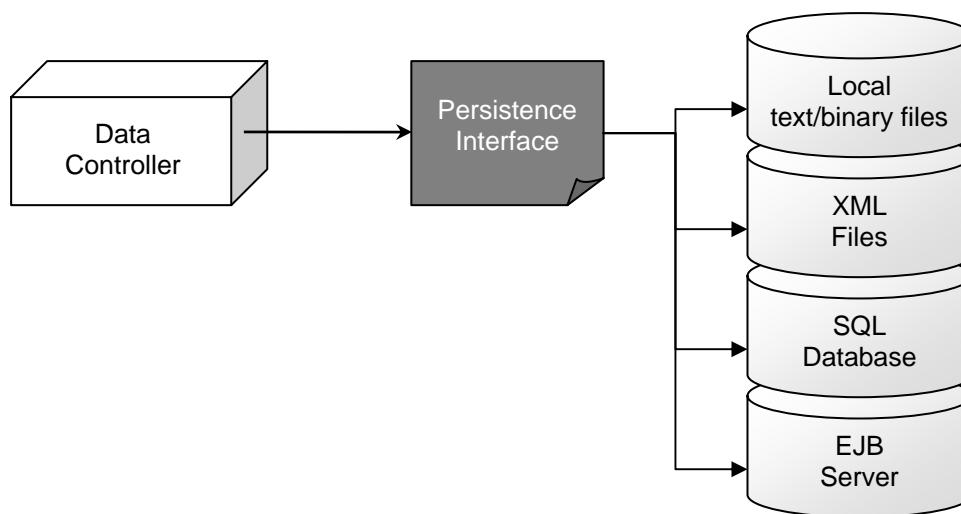 Data
Controller
Persistence
Interface
Local
text/binary files
XML
Files
SQL
Database
EJB
Server